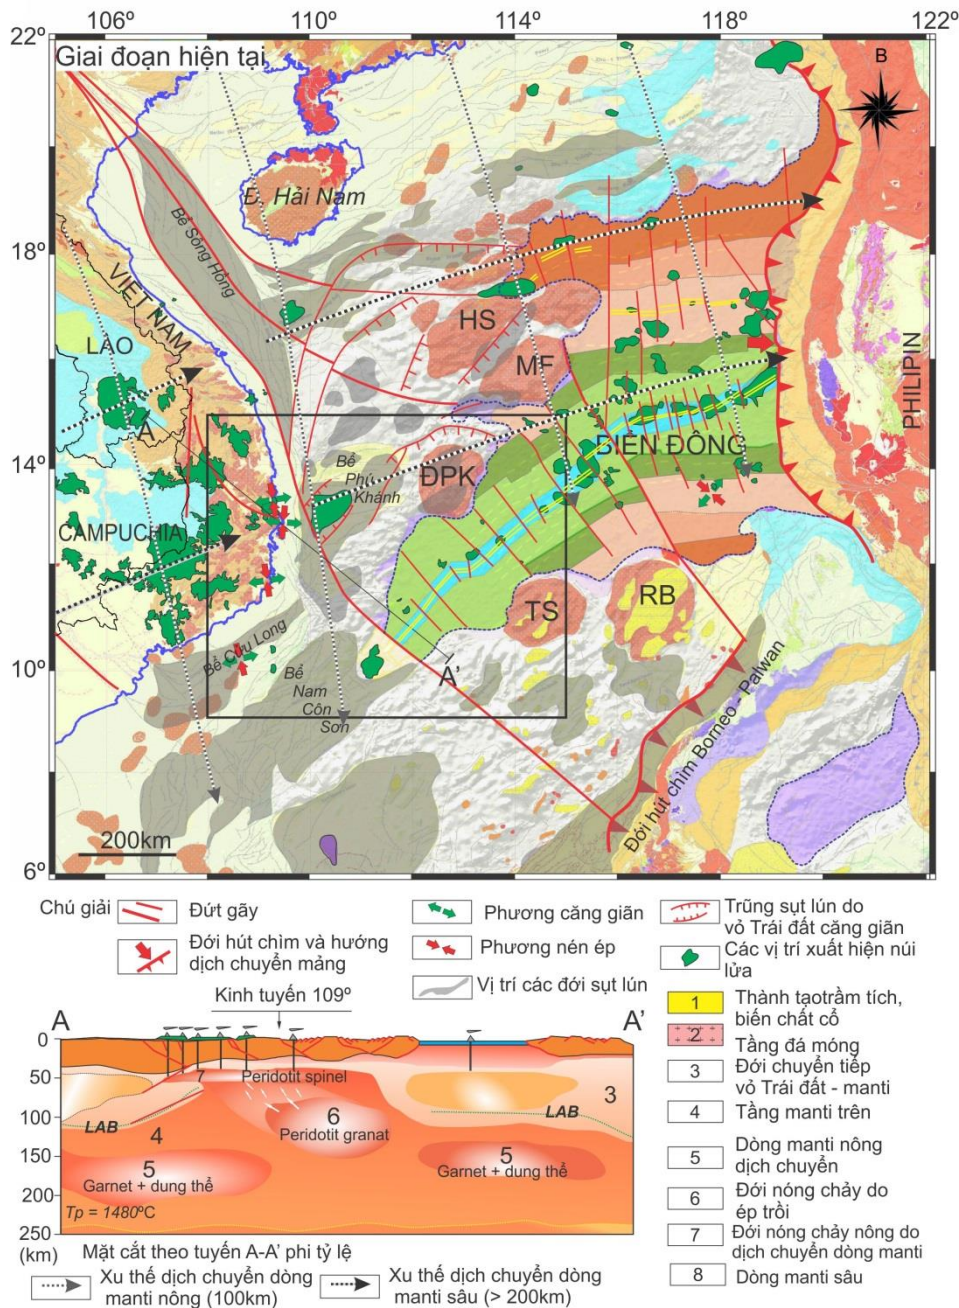 106º 110º 114º 118º 122º
22º
Giai đoạn hiện tại
B
Đ. Hải Nam
18º
Bể Sông Hồng
VIỆT NAM
LAO
HS
MF
PHILIPIN
A
14º
BIỂN ĐÔNG
Bể
Phú
Khánh
ĐPK
CAMPUCHIA
TS
RB
Bể Cửu Long
10º
A'
Bể
Nam
Côn
Sơn
Đới hút chìm Borneo - Palwan
200km
6º
Chú giải
Đứt gãy
Đới hút chìm và hướng
dịch chuyển mảng
Phương căng giãn
Phương nén ép
Vị trí các đới sụt lún
Trũng sụt lún do
vỏ Trái đất căng giãn
Các vị trí xuất hiện núi
lửa
1 Thành tạotrầm tích,
biến chất cổ
2 Tầng đá móng
3 Đới chuyển tiếp
vỏ Trái đất - manti
4 Tầng manti trên
5 Dòng manti nông
dịch chuyển
6 Đới nóng chảy do
ép trồi
7 Đới nóng chảy nông do
dịch chuyển dòng manti
8 Dòng manti sâu
Kinh tuyến 109º
A A'
0
50
100
150
200
250
(km)
7 Peridotit spinel
3
LAB
LAB
4
6
Peridotit granat
5
Garnet + dung thể
5
Garnet + dung thể
Tp = 1480ºC
Mặt cắt theo tuyến A-A' phi tỷ lệ
Xu thế dịch chuyển dòng
manti nông (100km)
Xu thế dịch chuyển dòng
manti sâu (> 200km)